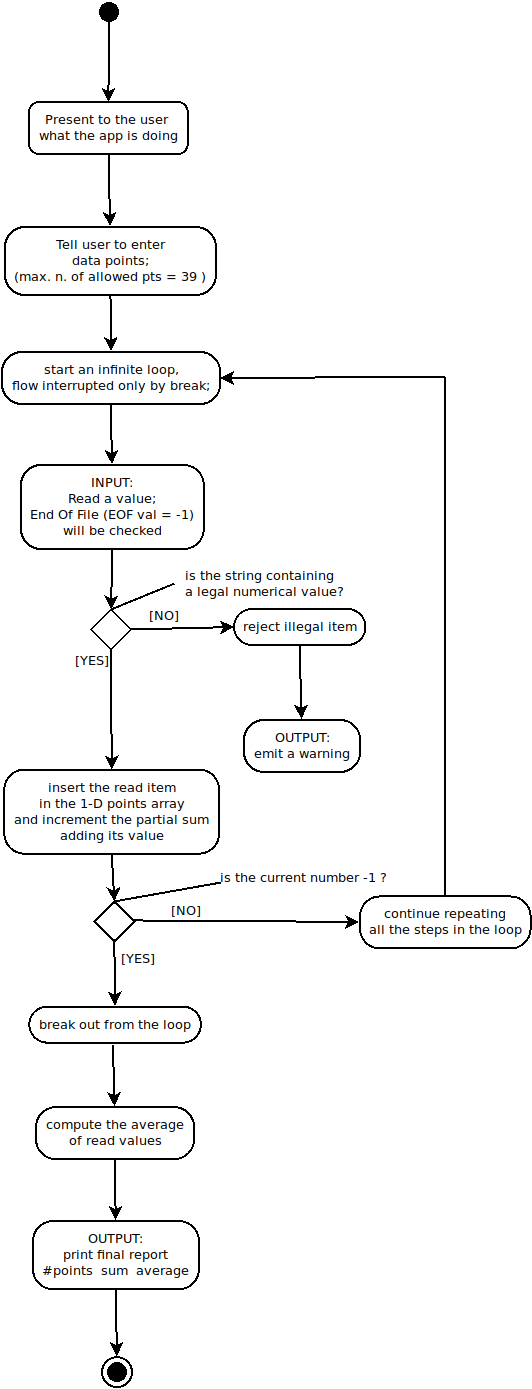 Present to the user
what the app is doing
Tell user to enter
data points;
(max. n. of allowed pts = 39 )
start an infinite loop,
flow interrupted only by break;
INPUT:
Read a value;
End Of File (EOF val = -1)
will be checked
is the string containing
a legal numerical value?
[NO]
reject illegal item
[YES]
OUTPUT:
emit a warning
insert the read item
in the 1-D points array
and increment the partial sum
adding its value
is the current number -1 ?
[NO]
continue repeating
all the steps in the loop
[YES]
break out from the loop
compute the average
of read values
OUTPUT:
print final report
#points  sum  average